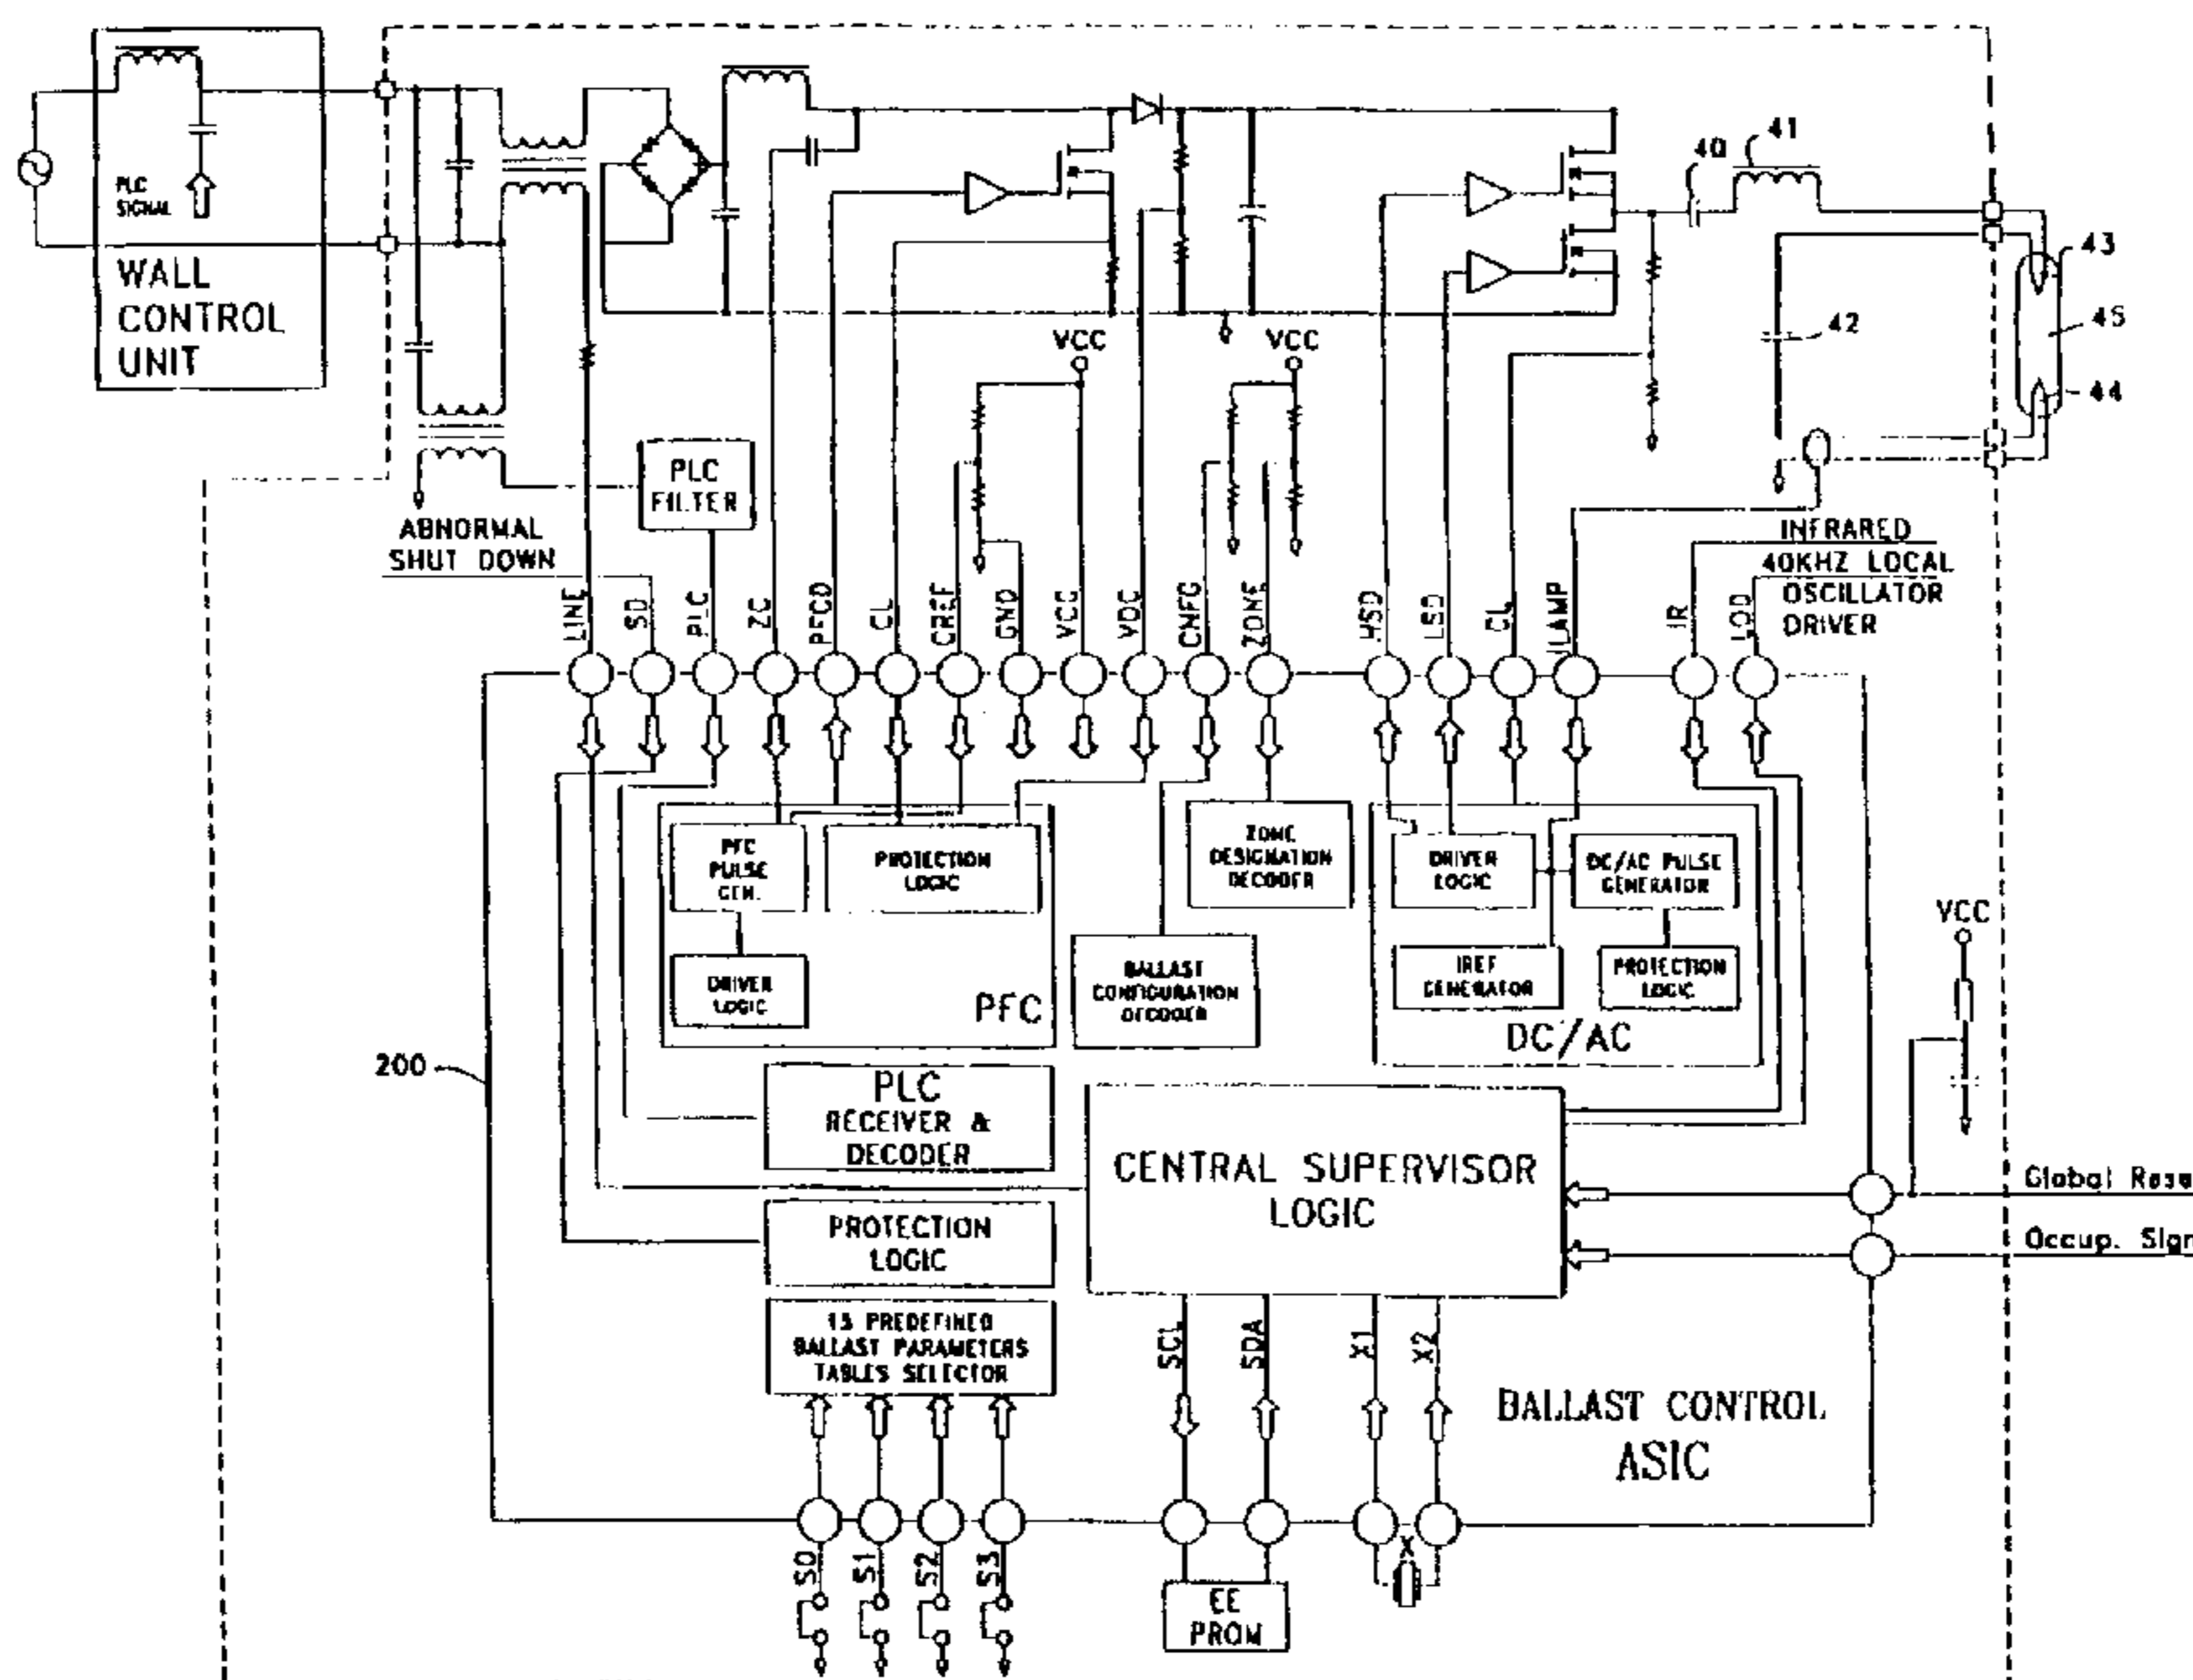 PLC
SIGNAL
WALL
CONTROL
UNIT
41
40
43
42
45
44
VCC
VCC
PLC
FILTER
ABNORMAL
SHUT DOWN
INFRARED
40KHZ LOCAL
OSCILLATOR
DRIVER
LINE
SD
PLC
ZC
PFCD
CL
CREF
GND
VCC
VDC
CNFG
ZONE
HSD
LSD
CL
ILAMP
IR
LOD
PFC
PULSE
GEN.
PROTECTION
LOGIC
DRIVER
LOGIC
PFC
ZONE
DESIGNATION
DECODER
BALLAST
CONFIGURATION
DECODER
DRIVER
LOGIC
DC/AC PULSE
GENERATOR
IREF
GENERATOR
PROTECTION
LOGIC
DC/AC
VCC
200
PLC
RECEIVER &
DECODER
PROTECTION
LOGIC
15 PREDEFINED
BALLAST PARAMETERS
TABLES SELECTOR
CENTRAL SUPERVISOR
LOGIC
Global Rese
Occup. Sign
SCL
SDA
X1
X2
BALLAST CONTROL
ASIC
S0
S1
S2
S3
EE
PROM
X